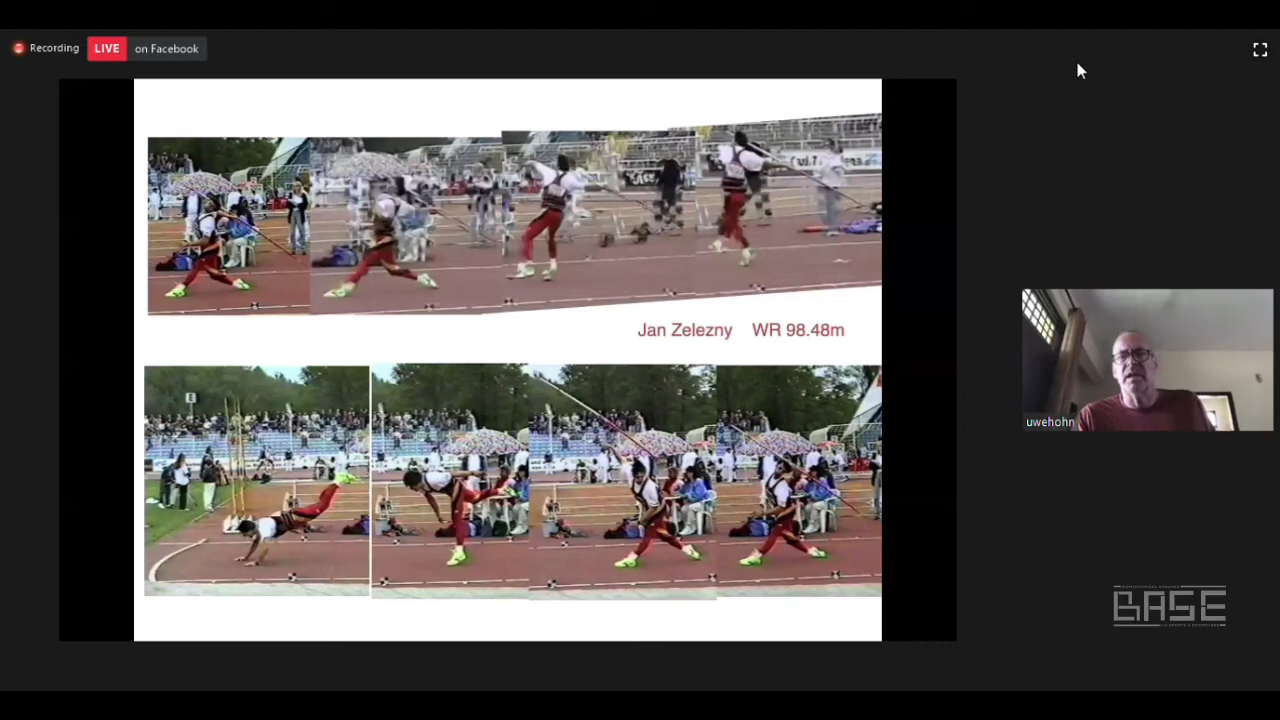 Recording
LIVE on Facebook
Jan Zelezny WR 98.48m
uwehohn
BASE